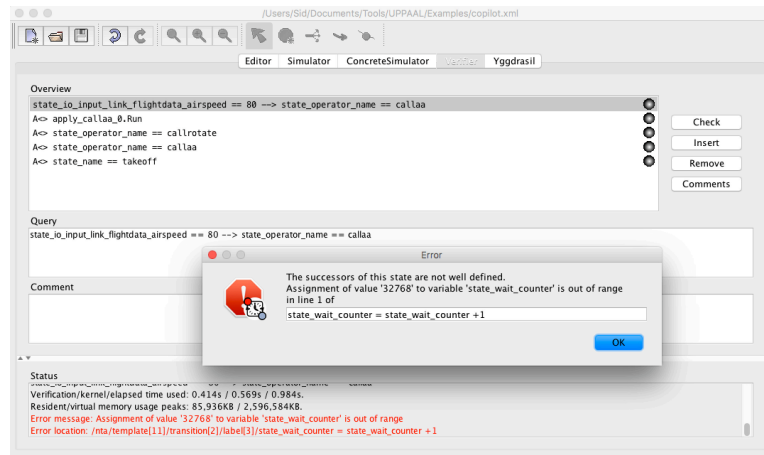 /Users/Sid/Documents/Tools/UPPAAL/Examples/copilot.xml
Editor Simulator ConcreteSimulator Verifier Yggdrasil
Overview
state_io_input_link_flightdata_airspeed == 80 --> state_operator_name == callaa
A<> apply_callaa_0.Run
A<> state_operator_name == callrotate
A<> state_operator_name == callaa
A<> state_name == takeoff
Check
Insert
Remove
Comments
Query
state_io_input_link_flightdata_airspeed == 80 --> state_operator_name == callaa
Error
The successors of this state are not well defined.
Assignment of value '32768' to variable 'state_wait_counter' is out of range
in line 1 of
state_wait_counter = state_wait_counter +1
OK
Comment
Status
Verification/kernel/elapsed time used: 0.414s / 0.569s / 0.984s.
Resident/virtual memory usage peaks: 85,936KB / 2,596,584KB.
Error message: Assignment of value '32768' to variable 'state_wait_counter' is out of range
Error location: /nta/template[11]/transition[2]/label[3]/state_wait_counter = state_wait_counter +1